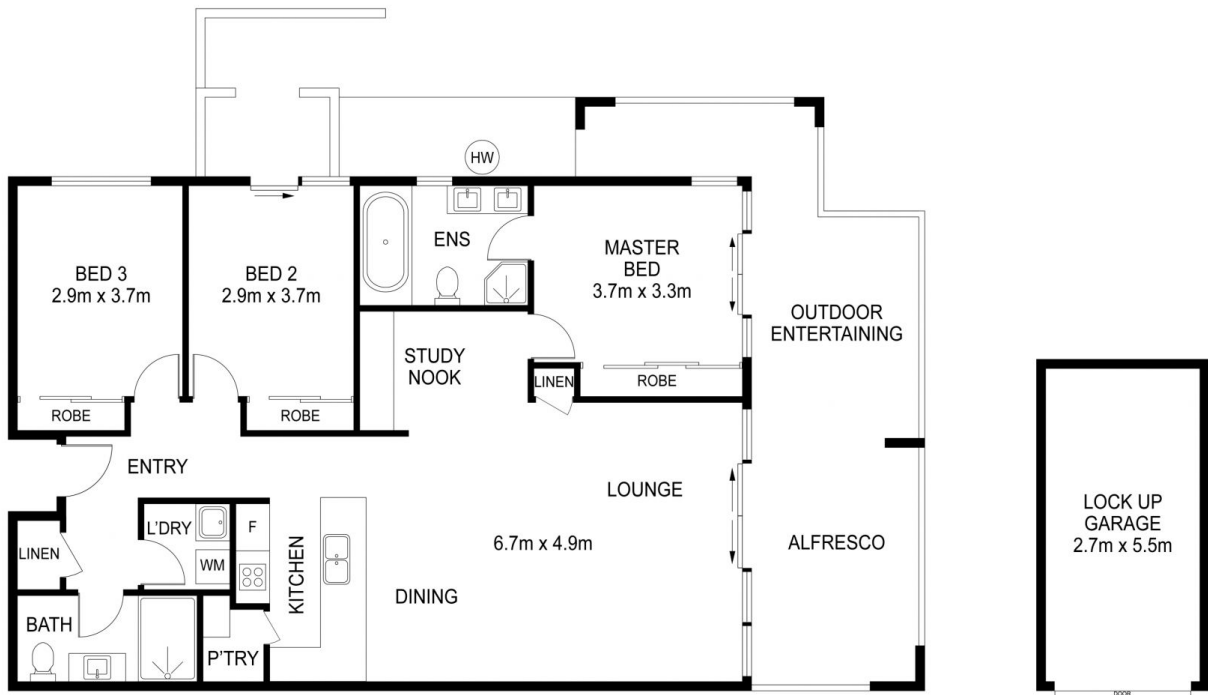 HW
BED 3
2.9m x 3.7m
BED 2
2.9m x 3.7m
ENS
MASTER
BED
3.7m x 3.3m
OUTDOOR
ENTERTAINING
STUDY
NOOK
LINEN
ROBE
ROBE
ROBE
ENTRY
LOUNGE
6.7m x 4.9m
ALFRESCO
LINEN
L'DRY
WM
F
KITCHEN
DINING
BATH
P'TRY
LOCK UP
GARAGE
2.7m x 5.5m
DOOR